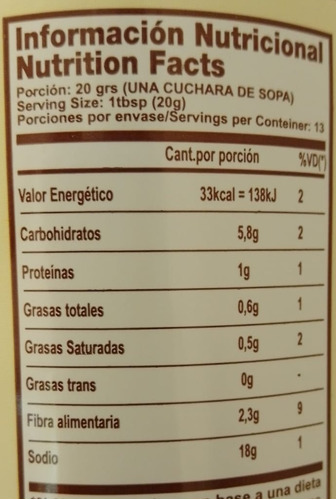 Información Nutricional
Nutrition Facts
Porción: 20 grs (UNA CUCHARA DE SOPA)
Serving Size: 1tbsp (20g)
Porciones por envase/Servings per Conteiner: 13
Cant.por porción %VD(*)
Valor Energético 33kcal = 138kJ 2
Carbohidratos 5,8g 2
Proteínas 1g 1
Grasas totales 0,6g 1
Grasas Saturadas 0,5g 2
Grasas trans 0g -
Fibra alimentaria 2,3g 9
Sodio 18g 1
base a una dieta